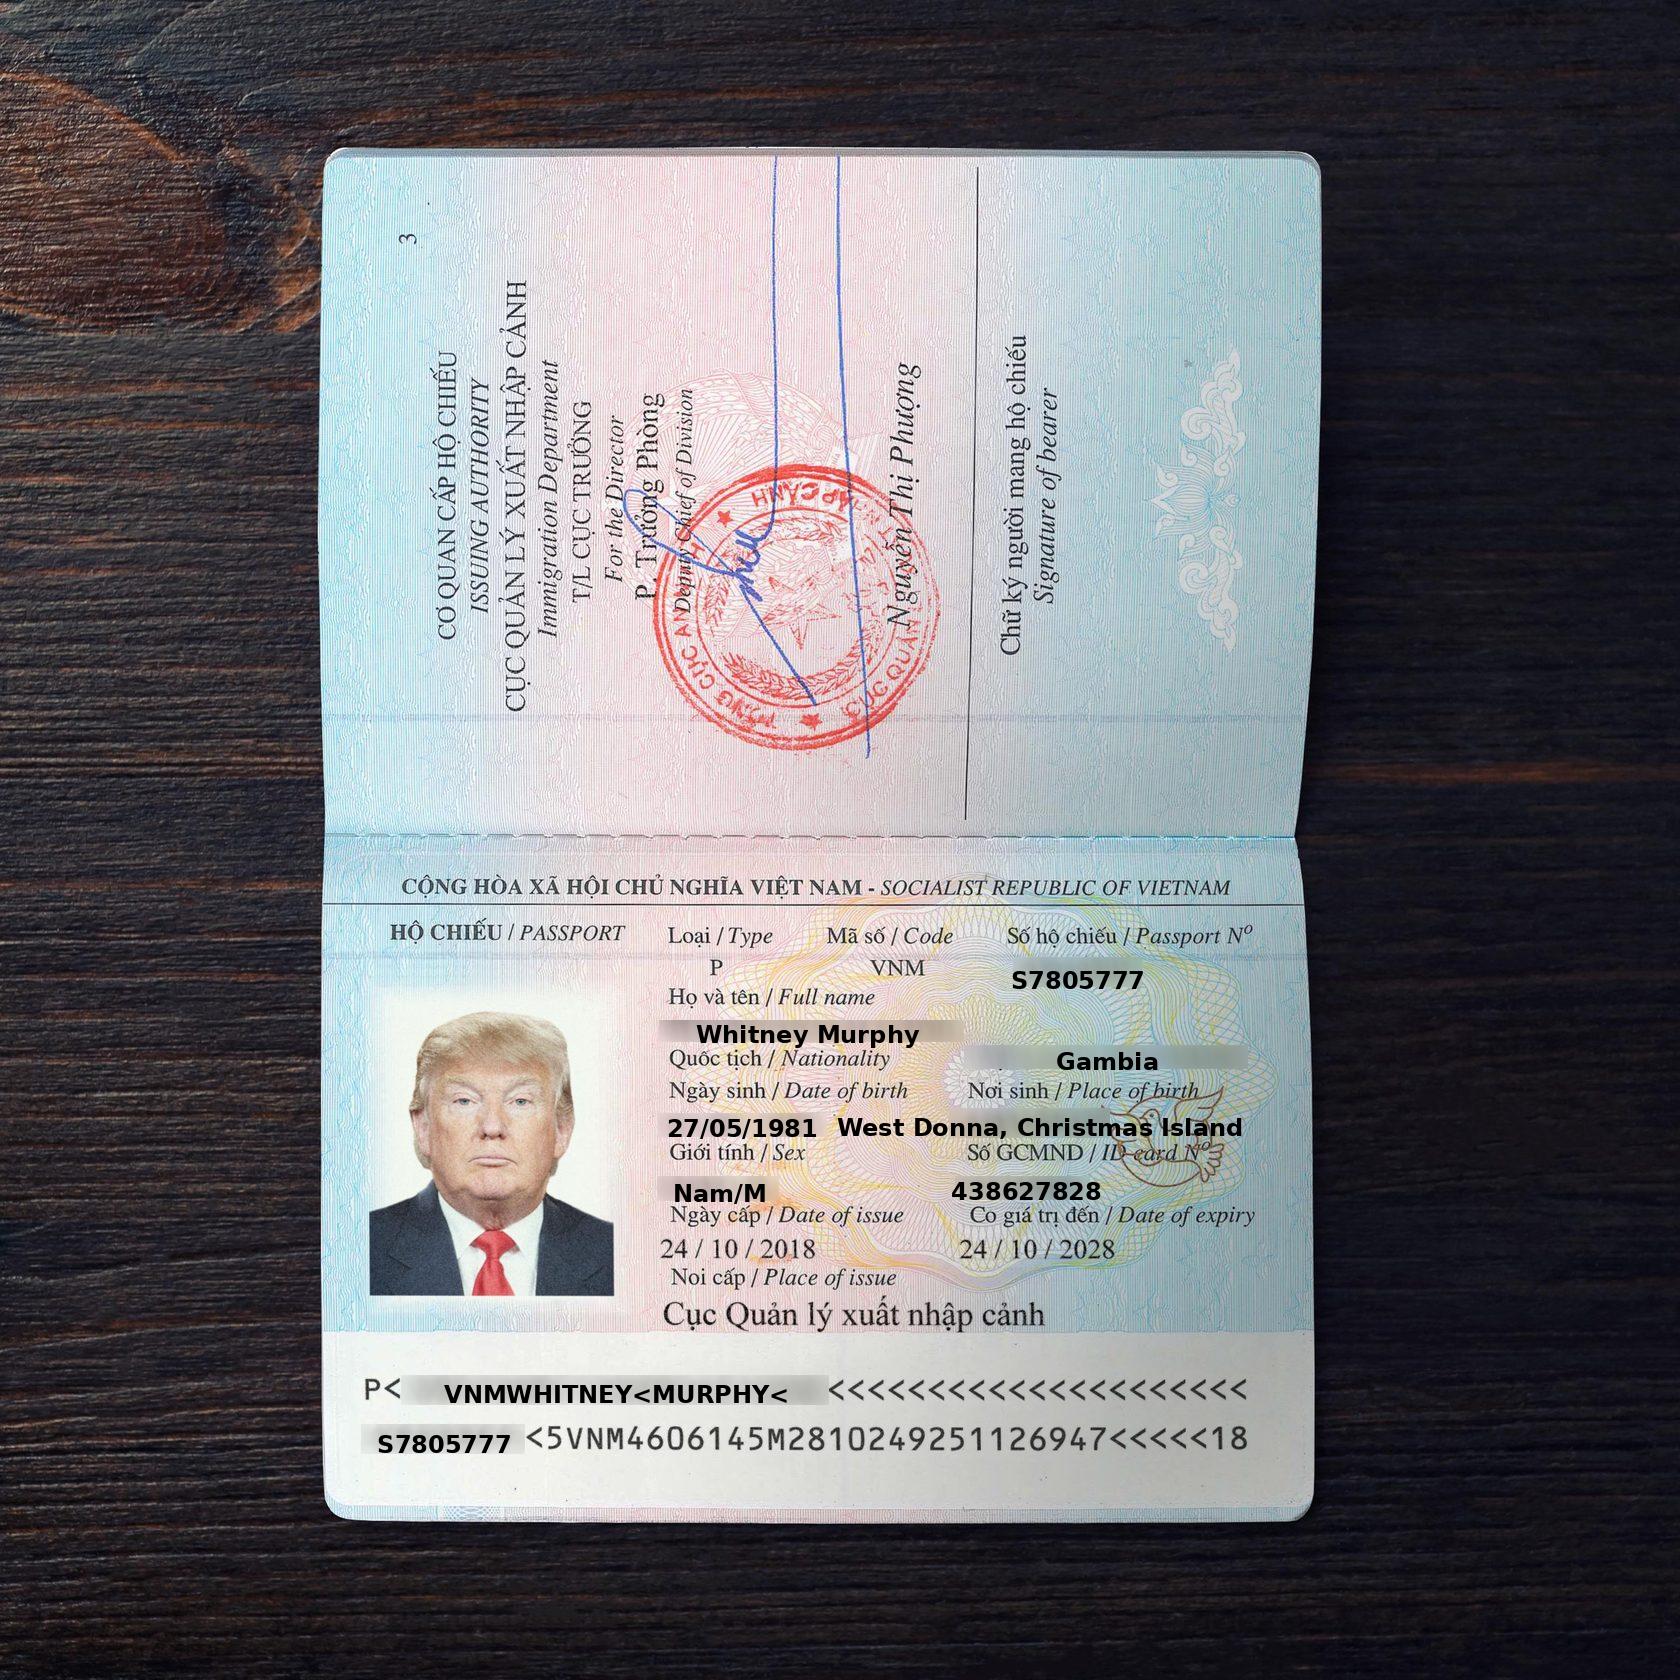 3
CƠ QUAN CẤP HỘ CHIẾU
ISSUING AUTHORITY
CỤC QUẢN LÝ XUẤT NHẬP CẢNH
Immigration Department
T/L CỤC TRƯỞNG
For the Director
P. Trưởng Phòng
Deputy Chief of Division
Nguyễn Thị Phượng
Chữ ký người mang hộ chiếu
Signature of bearer
CỘNG HÒA XÃ HỘI CHỦ NGHĨA VIỆT NAM - SOCIALIST REPUBLIC OF VIETNAM
HỘ CHIẾU / PASSPORT Loại / Type Mã số / Code Số hộ chiếu / Passport Nº
P VNM S7805777
Họ và tên / Full name
Whitney Murphy
Quốc tịch / Nationality Gambia
Ngày sinh / Date of birth Nơi sinh / Place of birth
27/05/1981 West Donna, Christmas Island
Giới tính / Sex Số GCMND / ID card Nº
Nam/M 438627828
Ngày cấp / Date of issue Co giá trị đến / Date of expiry
24 / 10 / 2018 24 / 10 / 2028
Noi cấp / Place of issue
Cục Quản lý xuất nhập cảnh
P< VNMWHITNEY<MURPHY< <<<<<<<<<<<<<<<<<<<<<<
S7805777 <5VNM4606145M2810249251126947<<<<<18